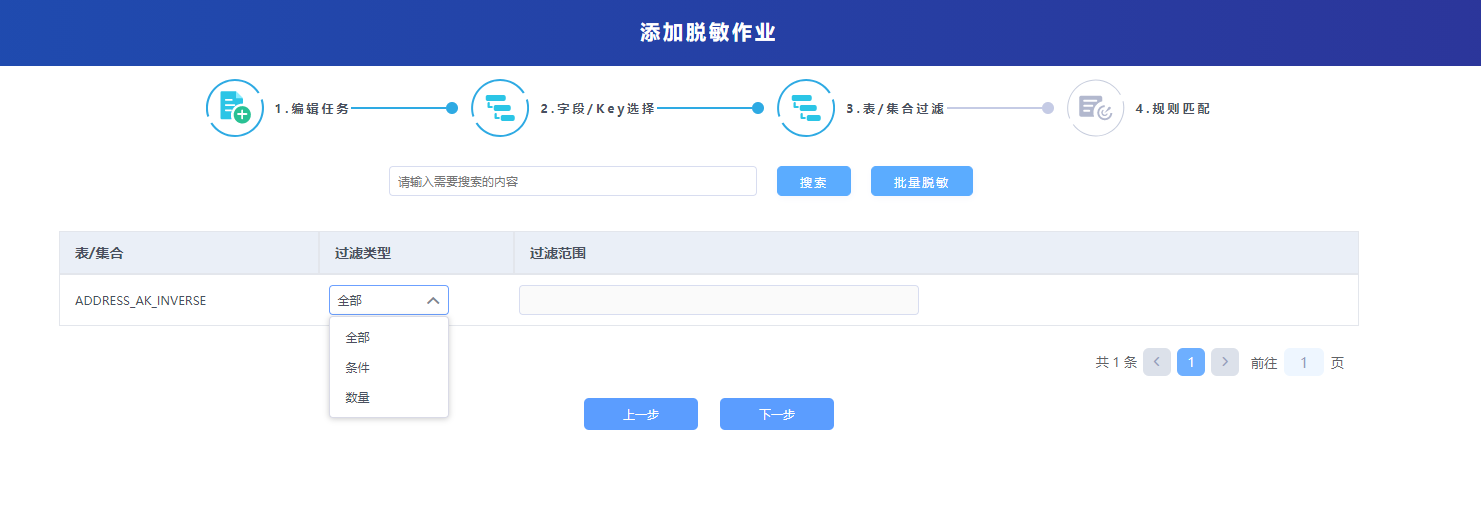 添加脱敏作业
1.编辑任务
2.字段/Key选择
3.表/集合过滤
4.规则匹配
请输入需要搜索的内容
搜索
批量脱敏
表/集合 过滤类型 过滤范围
ADDRESS_AK_INVERSE 全部
全部
条件
数量
共 1 条 1 前往 1 页
上一步 下一步